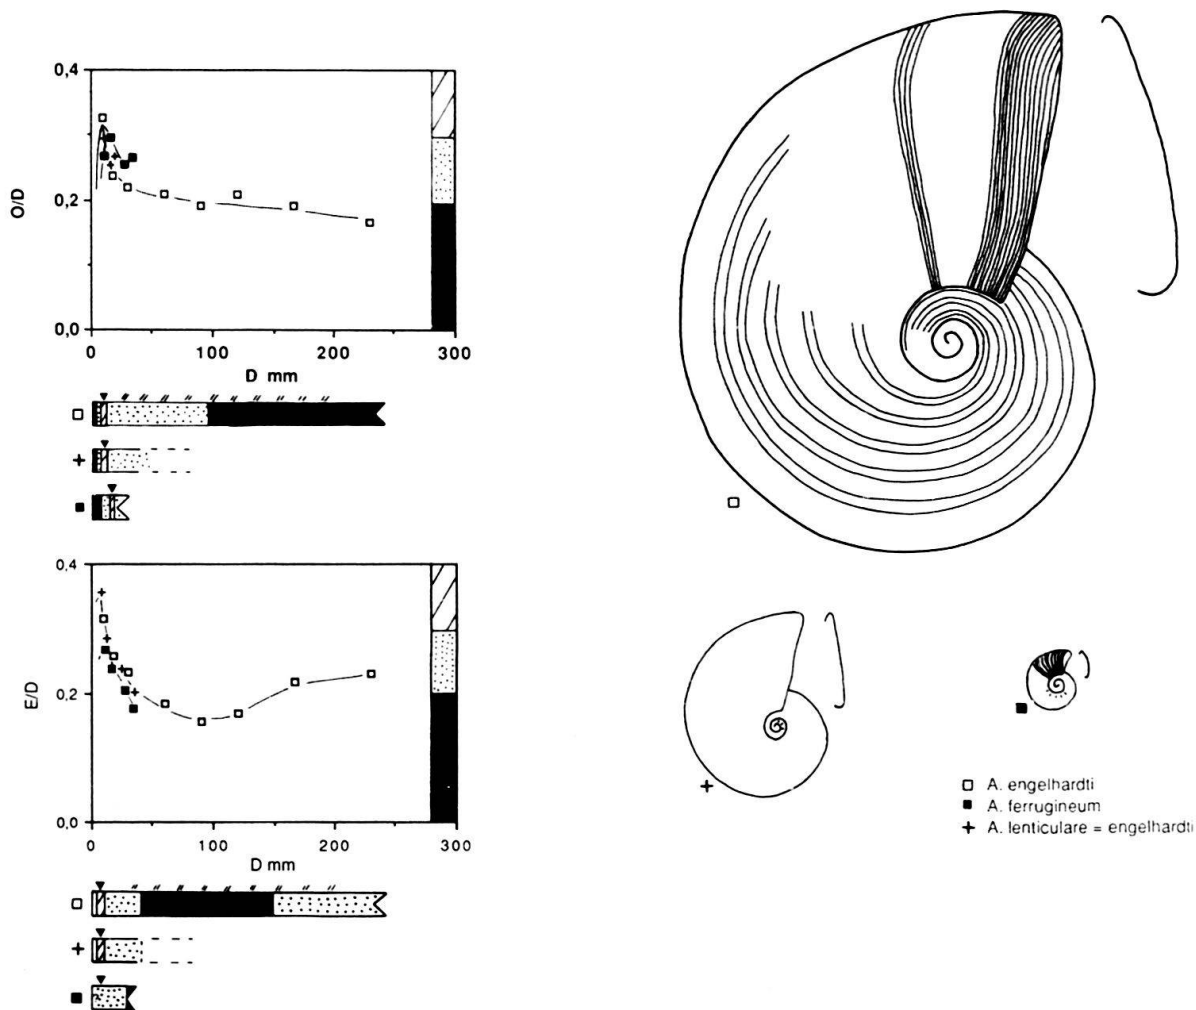 0,4
0,2
0,0
O/D
0 100 200 300
D mm
0,4
0,2
0,0
E/D
0 100 200 300
D mm
A. engelhardti
A. ferrugineum
A. lenticulare = engelhardti